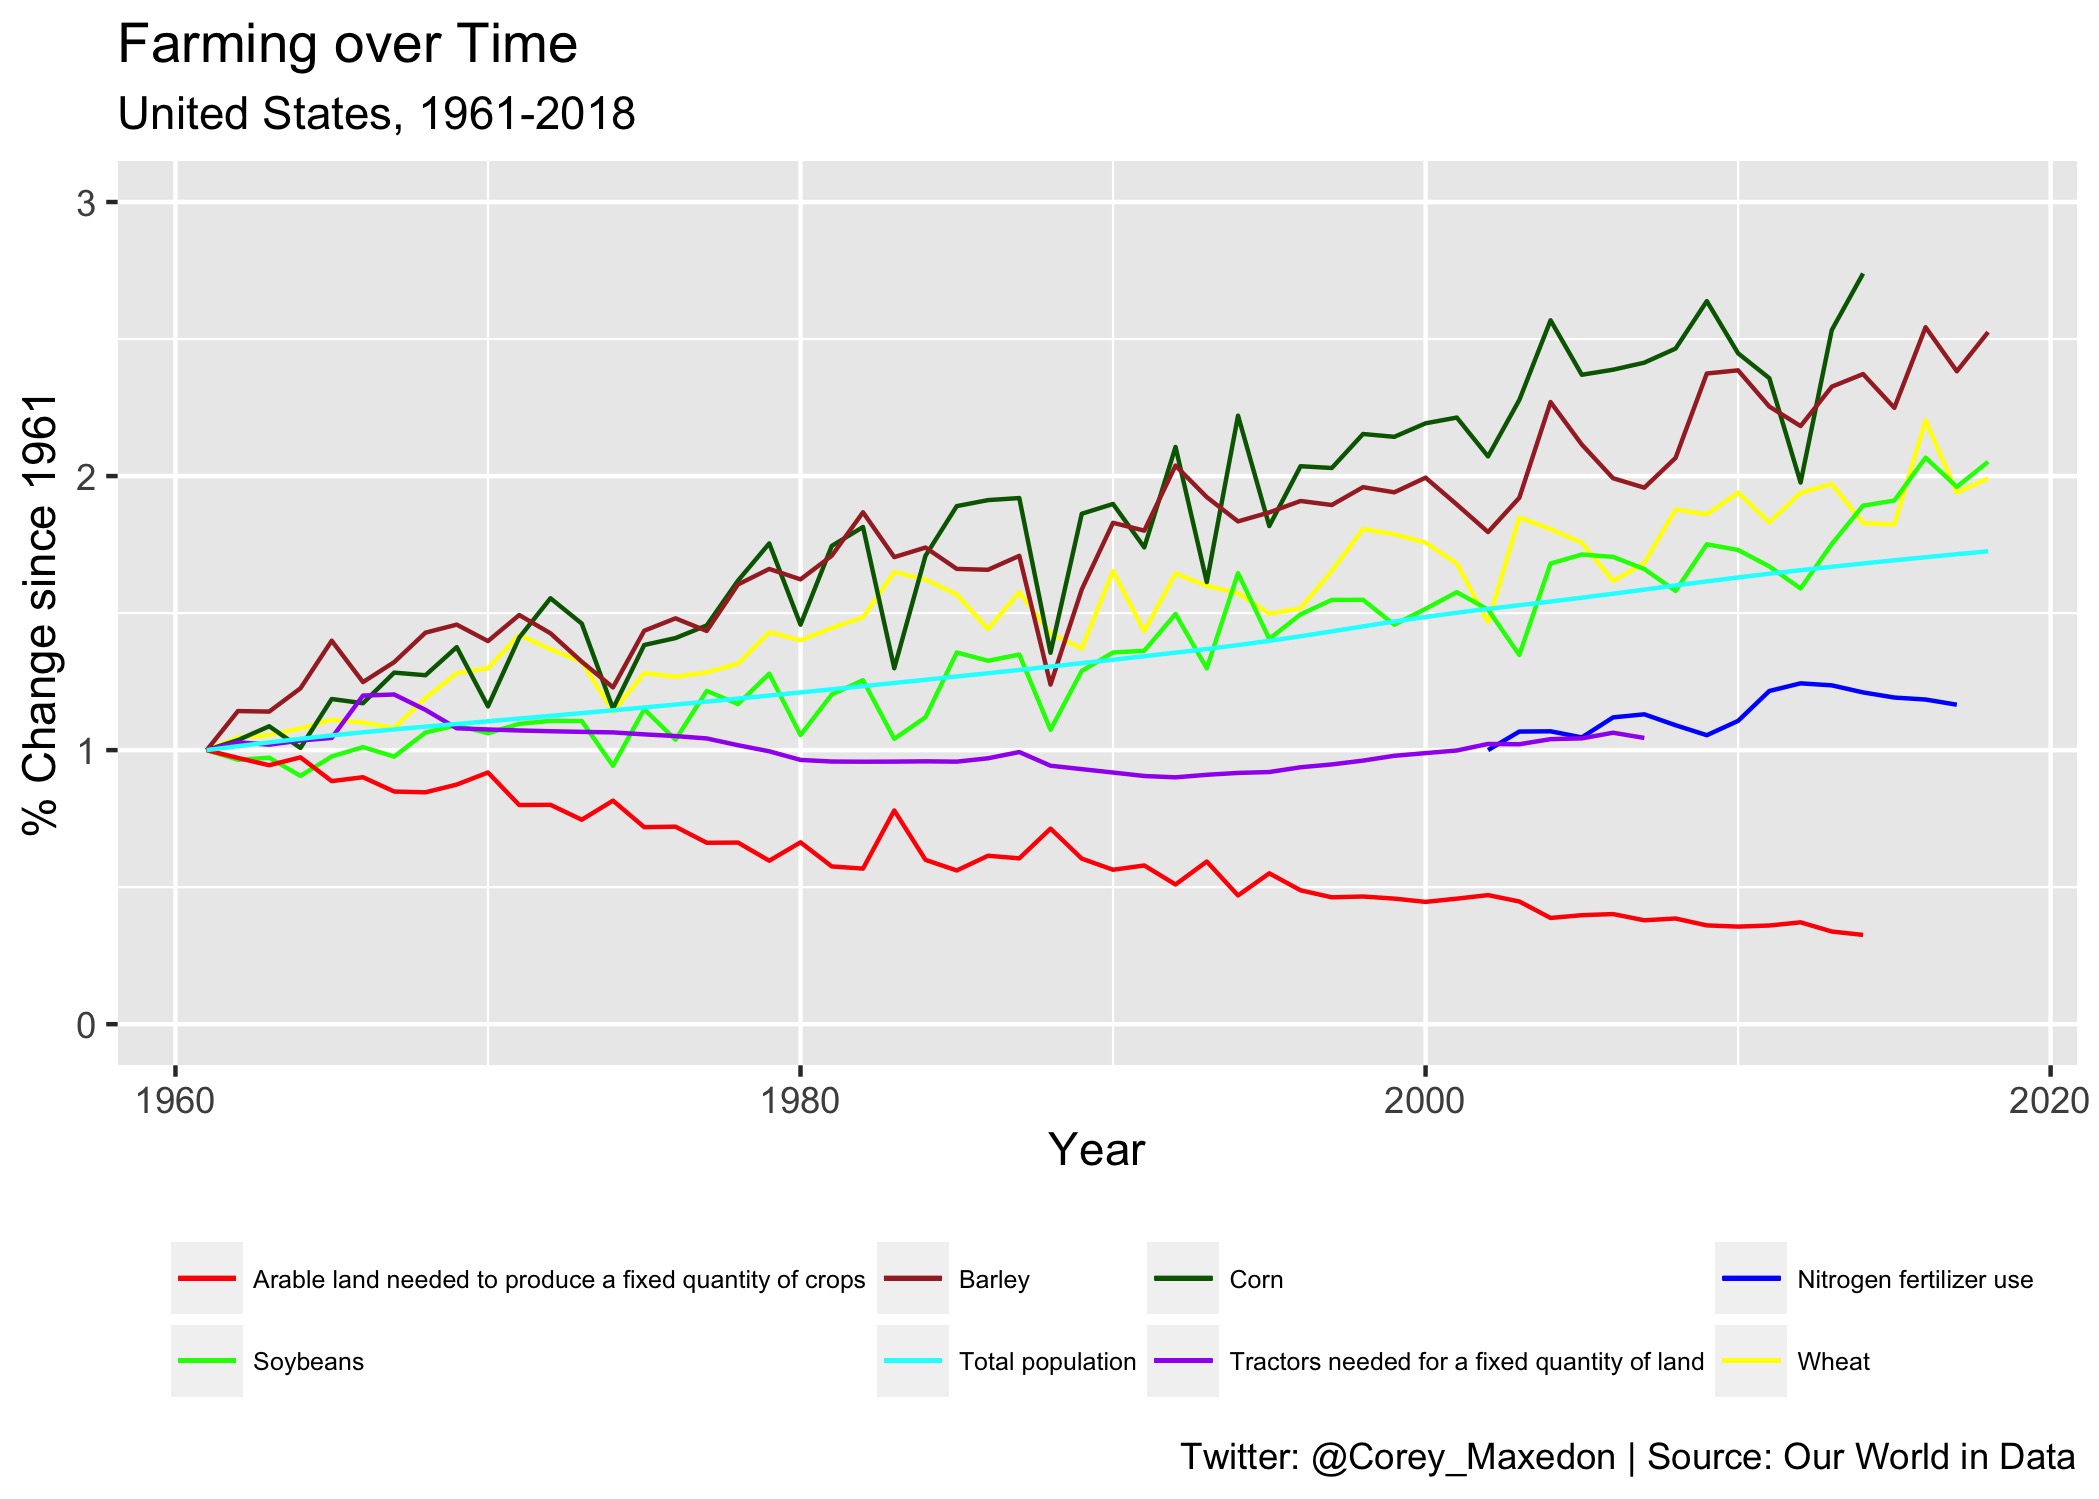 Farming over Time
United States, 1961-2018
3
2
1
0
% Change since 1961
1960 1980 2000 2020
Year
Arable land needed to produce a fixed quantity of crops Barley Corn Nitrogen fertilizer use
Soybeans Total population Tractors needed for a fixed quantity of land Wheat
Twitter: @Corey_Maxedon | Source: Our World in Data